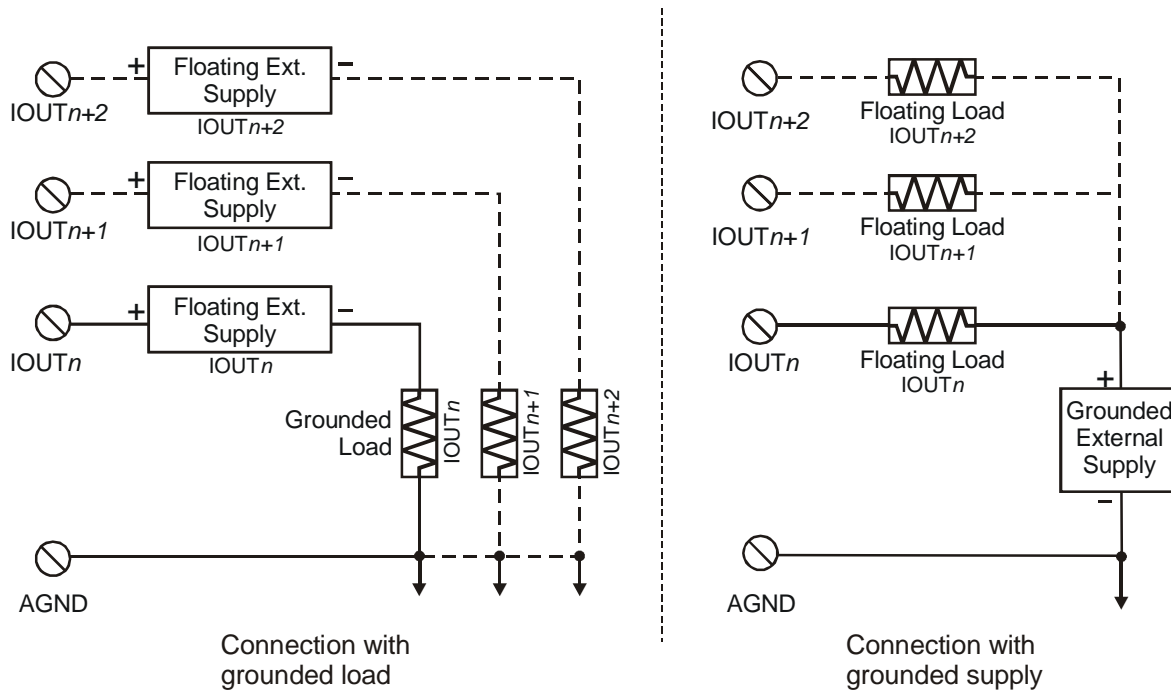 +
Floating Ext.
Supply
−
IOUTn+2
IOUTn+2
+
Floating Ext.
Supply
−
IOUTn+1
IOUTn+1
+
Floating Ext.
Supply
−
IOUTn
IOUTn
Grounded
Load
IOUTn
IOUTn+1
IOUTn+2
AGND
Connection with
grounded load
IOUTn+2
Floating Load
IOUTn+2
IOUTn+1
Floating Load
IOUTn+1
IOUTn
Floating Load
IOUTn
+
Grounded
External
Supply
−
AGND
Connection with
grounded supply